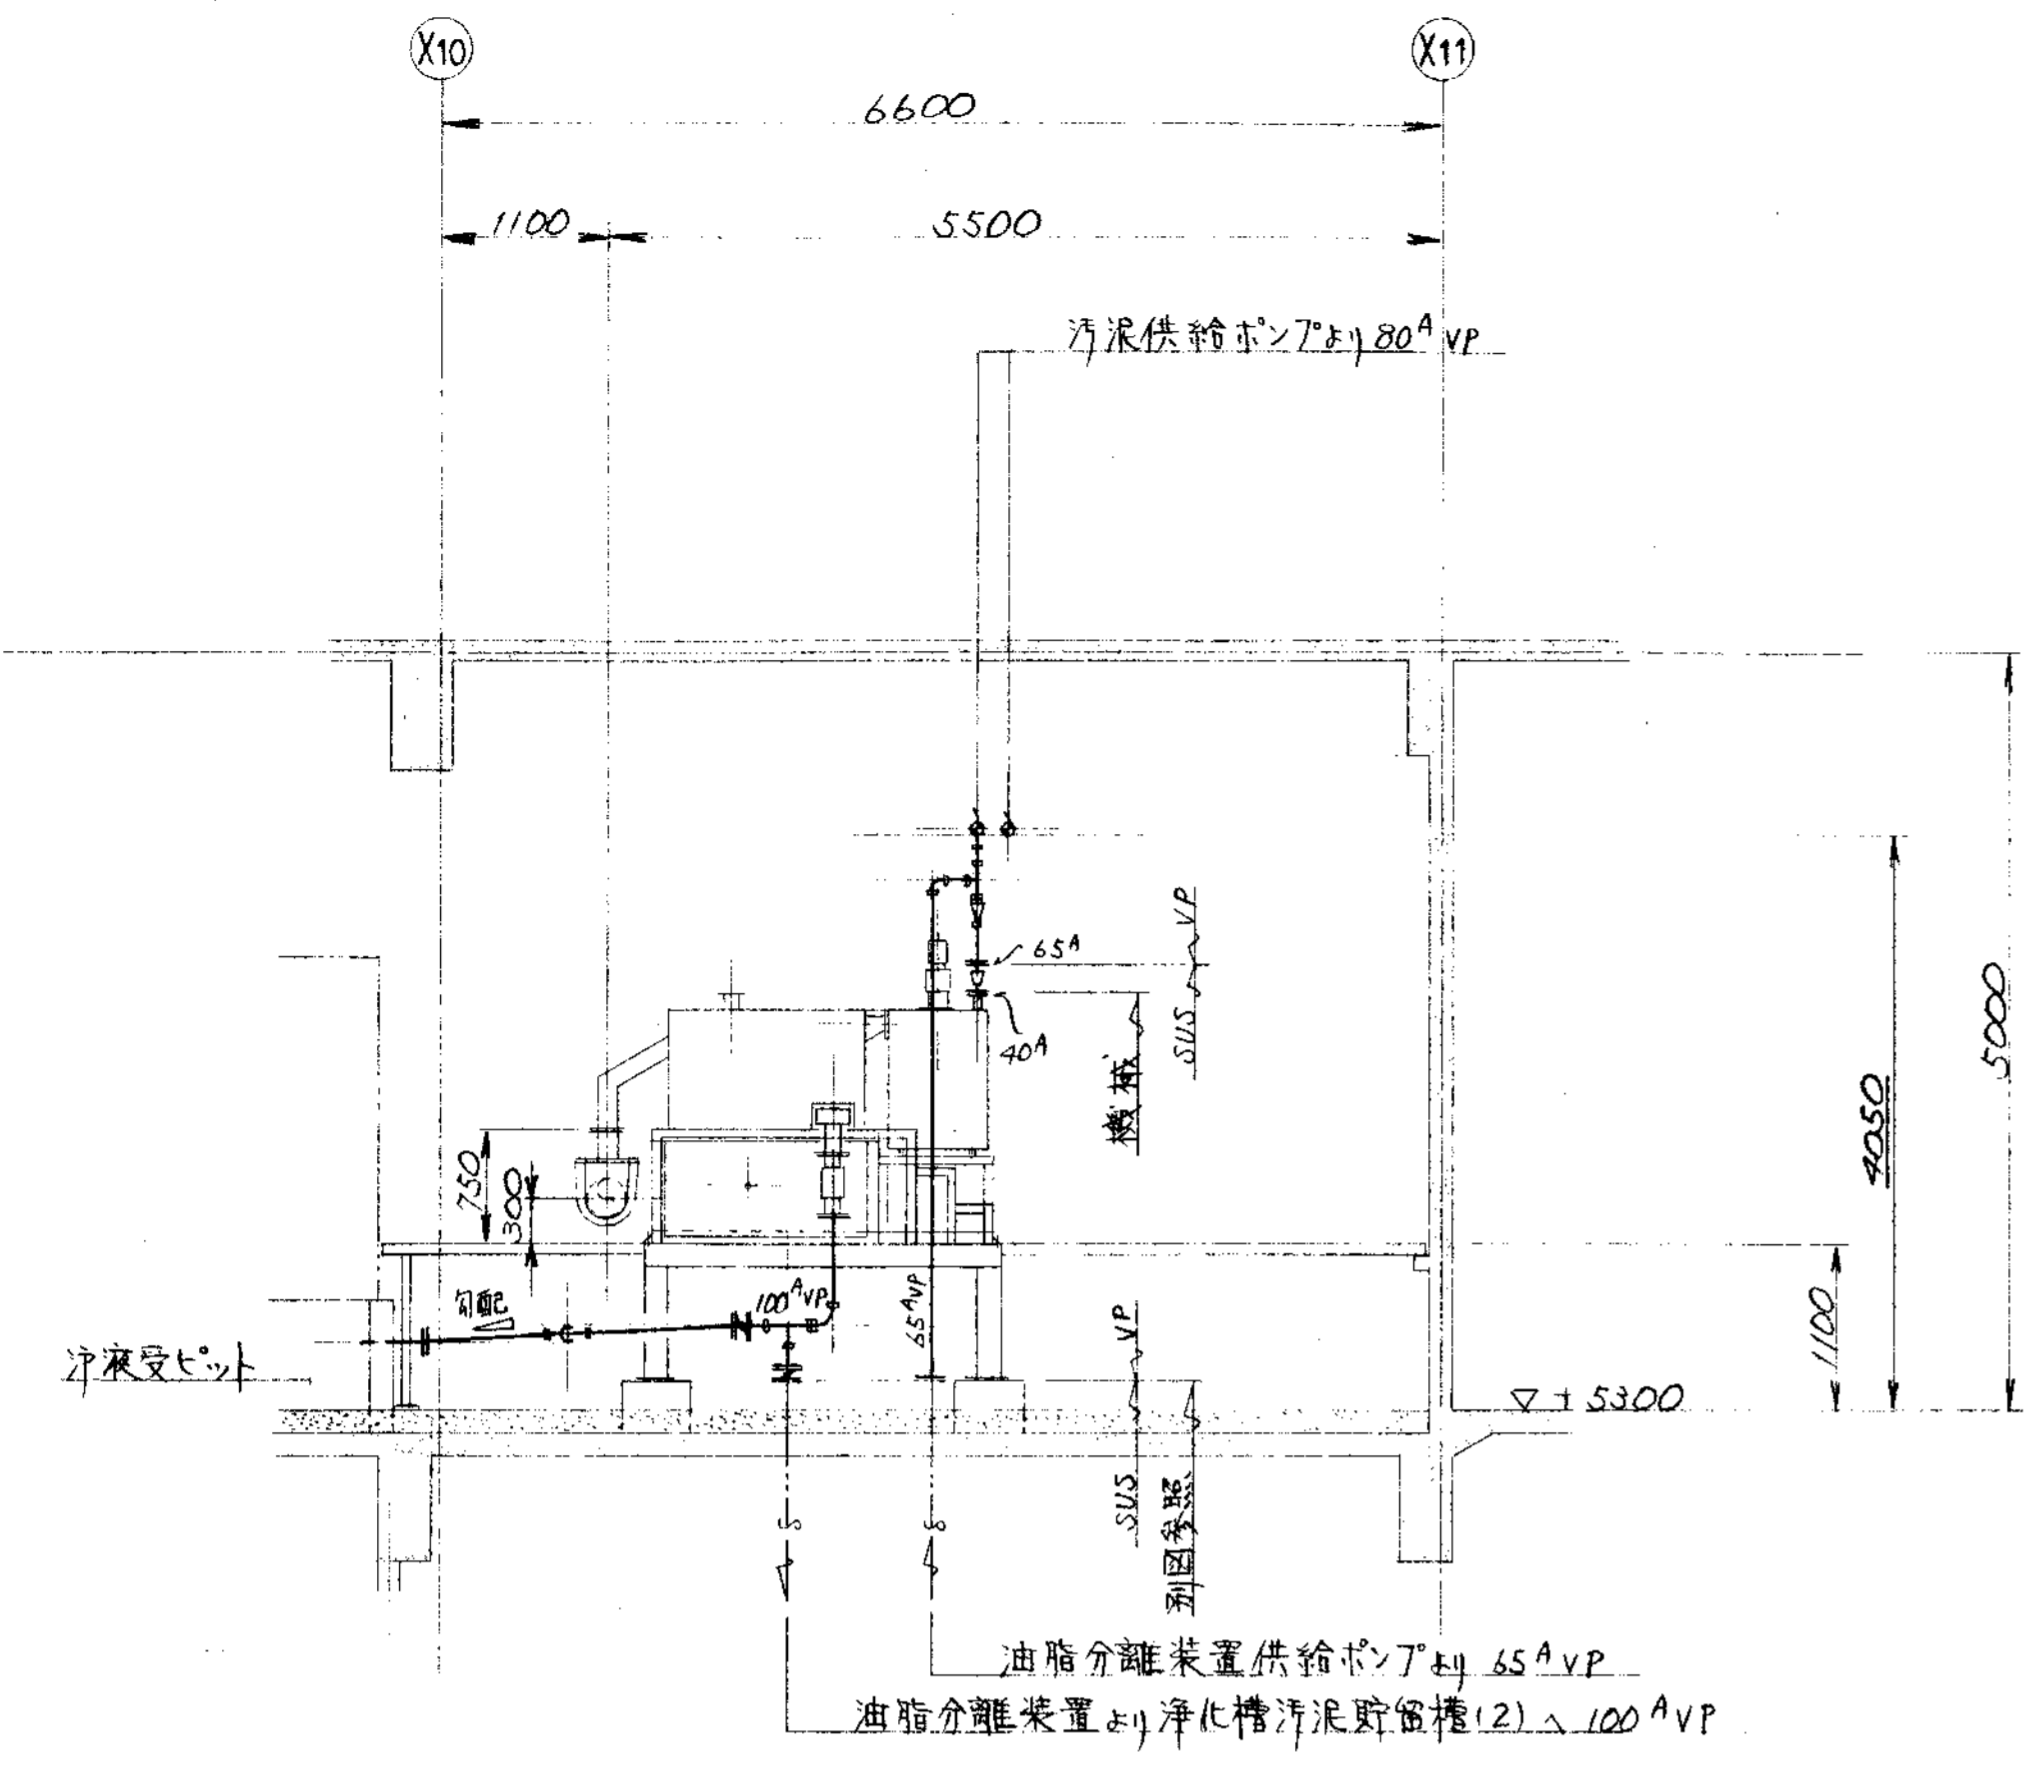 X10
X11
6600
1100
5500
汚泥供給ポンプより 80A VP
65A
VP
SUS
40A
機械
5000
4050
750
300
勾配
100A VP
65A VP
VP
1100
浄液受ピット
▽ ± 5300
SUS
別図参照
油脂分離装置供給ポンプより 65A VP
油脂分離装置より浄化槽汚泥貯留槽(2)へ 100A VP